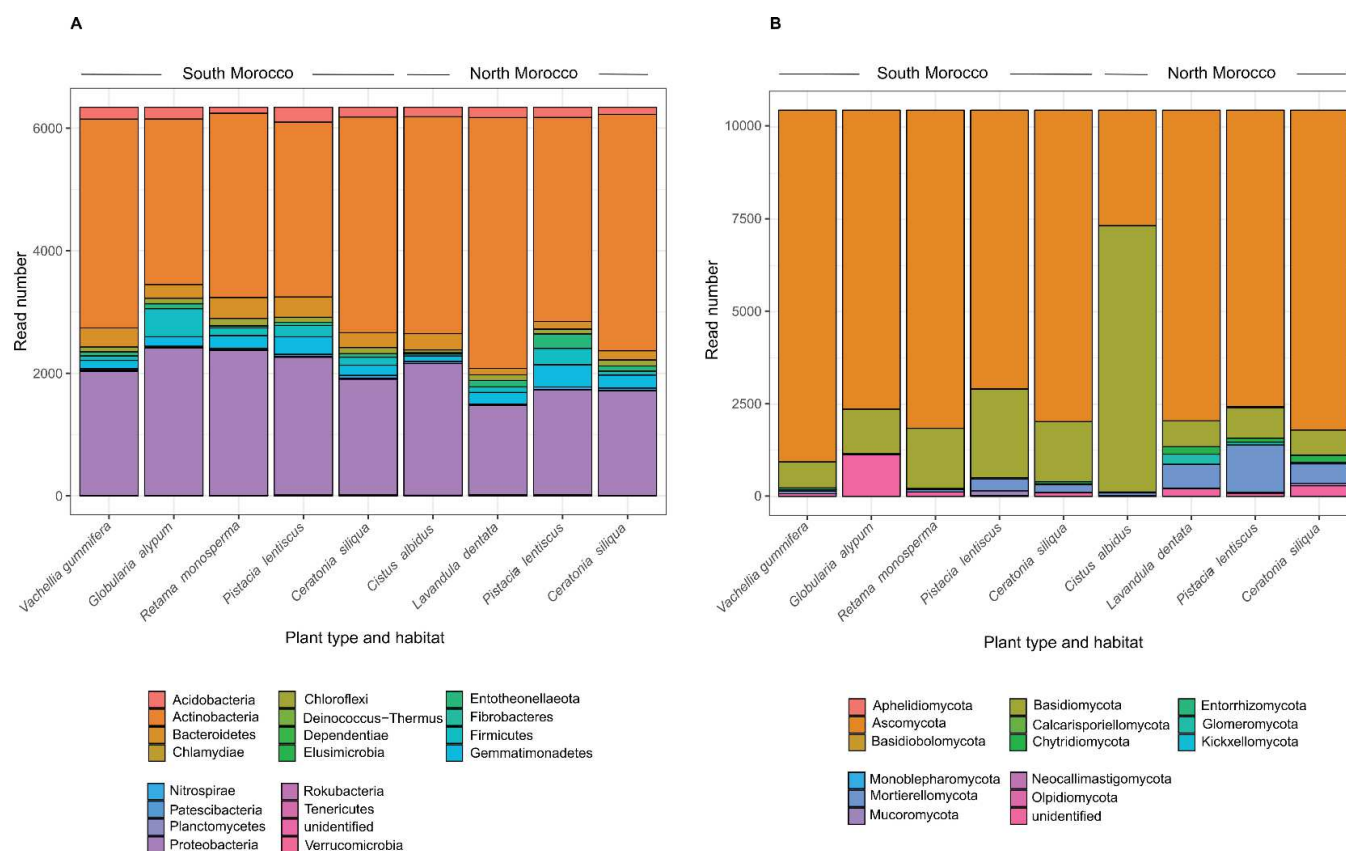 A
South Morocco
North Morocco
6000
4000
2000
0
Read number
Vachellia gummifera
Globularia alypum
Retama monosperma
Pistacia lentiscus
Ceratonia siliqua
Cistus albidus
Lavandula dentata
Pistacia lentiscus
Ceratonia siliqua
Plant type and habitat
Acidobacteria
Actinobacteria
Bacteroidetes
Chlamydiae
Chloroflexi
Deinococcus−Thermus
Dependentiae
Elusimicrobia
Entotheonellaeota
Fibrobacteres
Firmicutes
Gemmatimonadetes
Nitrospirae
Patescibacteria
Planctomycetes
Proteobacteria
Rokubacteria
Tenericutes
unidentified
Verrucomicrobia
B
South Morocco
North Morocco
10000
7500
5000
2500
0
Read number
Vachellia gummifera
Globularia alypum
Retama monosperma
Pistacia lentiscus
Ceratonia siliqua
Cistus albidus
Lavandula dentata
Pistacia lentiscus
Ceratonia siliqua
Plant type and habitat
Aphelidiomycota
Ascomycota
Basidiobolomycota
Basidiomycota
Calcarisporiellomycota
Chytridiomycota
Entorrhizomycota
Glomeromycota
Kickxellomycota
Monoblepharomycota
Mortierellomycota
Mucoromycota
Neocallimastigomycota
Olpidiomycota
unidentified